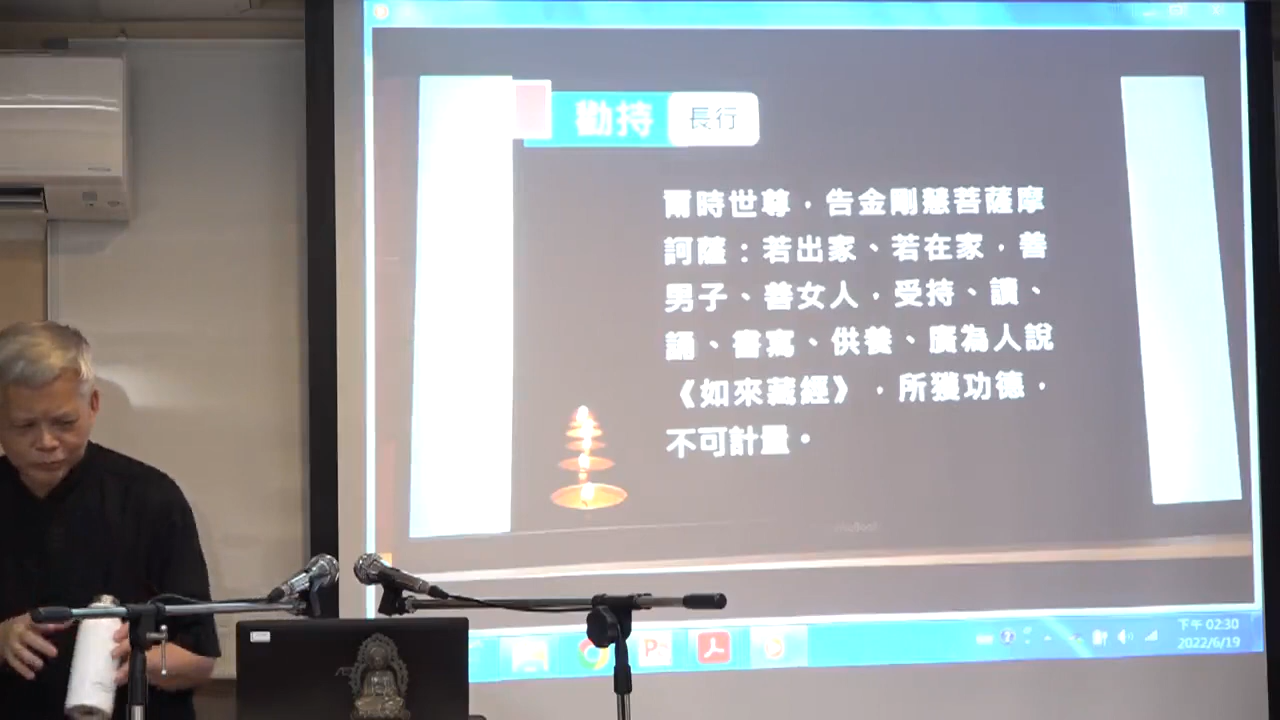 勸持 長行
爾時世尊，告金剛慧菩薩摩
訶薩：若出家、若在家，善
男子、善女人，受持、讀、
誦、書寫、供養、廣為人說
《如來藏經》，所獲功德，
不可計量。
下午 02:30
2022/6/19